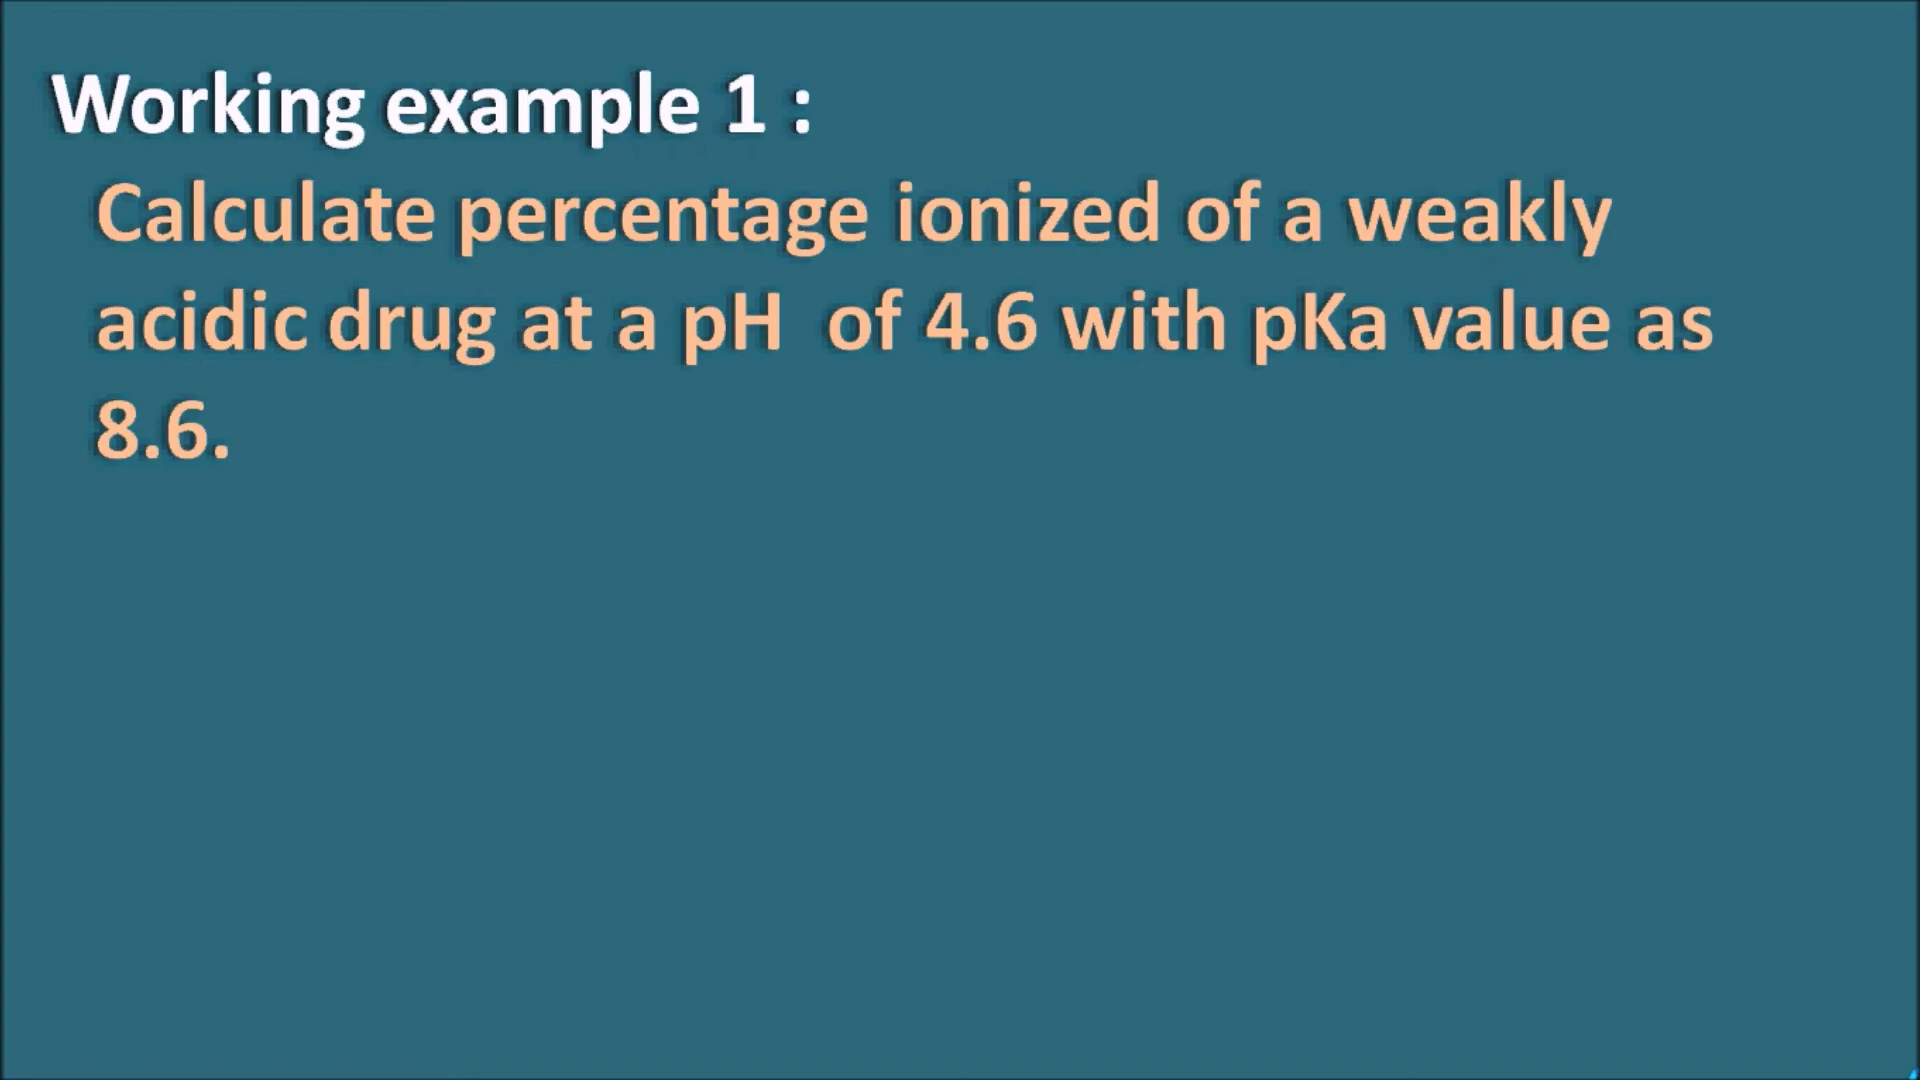 Working example 1 :
Calculate percentage ionized of a weakly
acidic drug at a pH  of 4.6 with pKa value as
8.6.